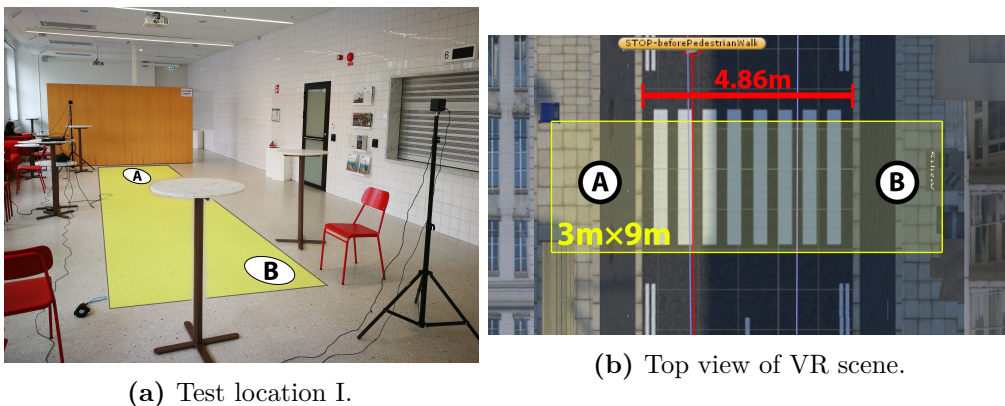 6
A
B
(a) Test location I.
STOP-beforePedestrianWalk
4.86m
A
B
3m×9m
(b) Top view of VR scene.